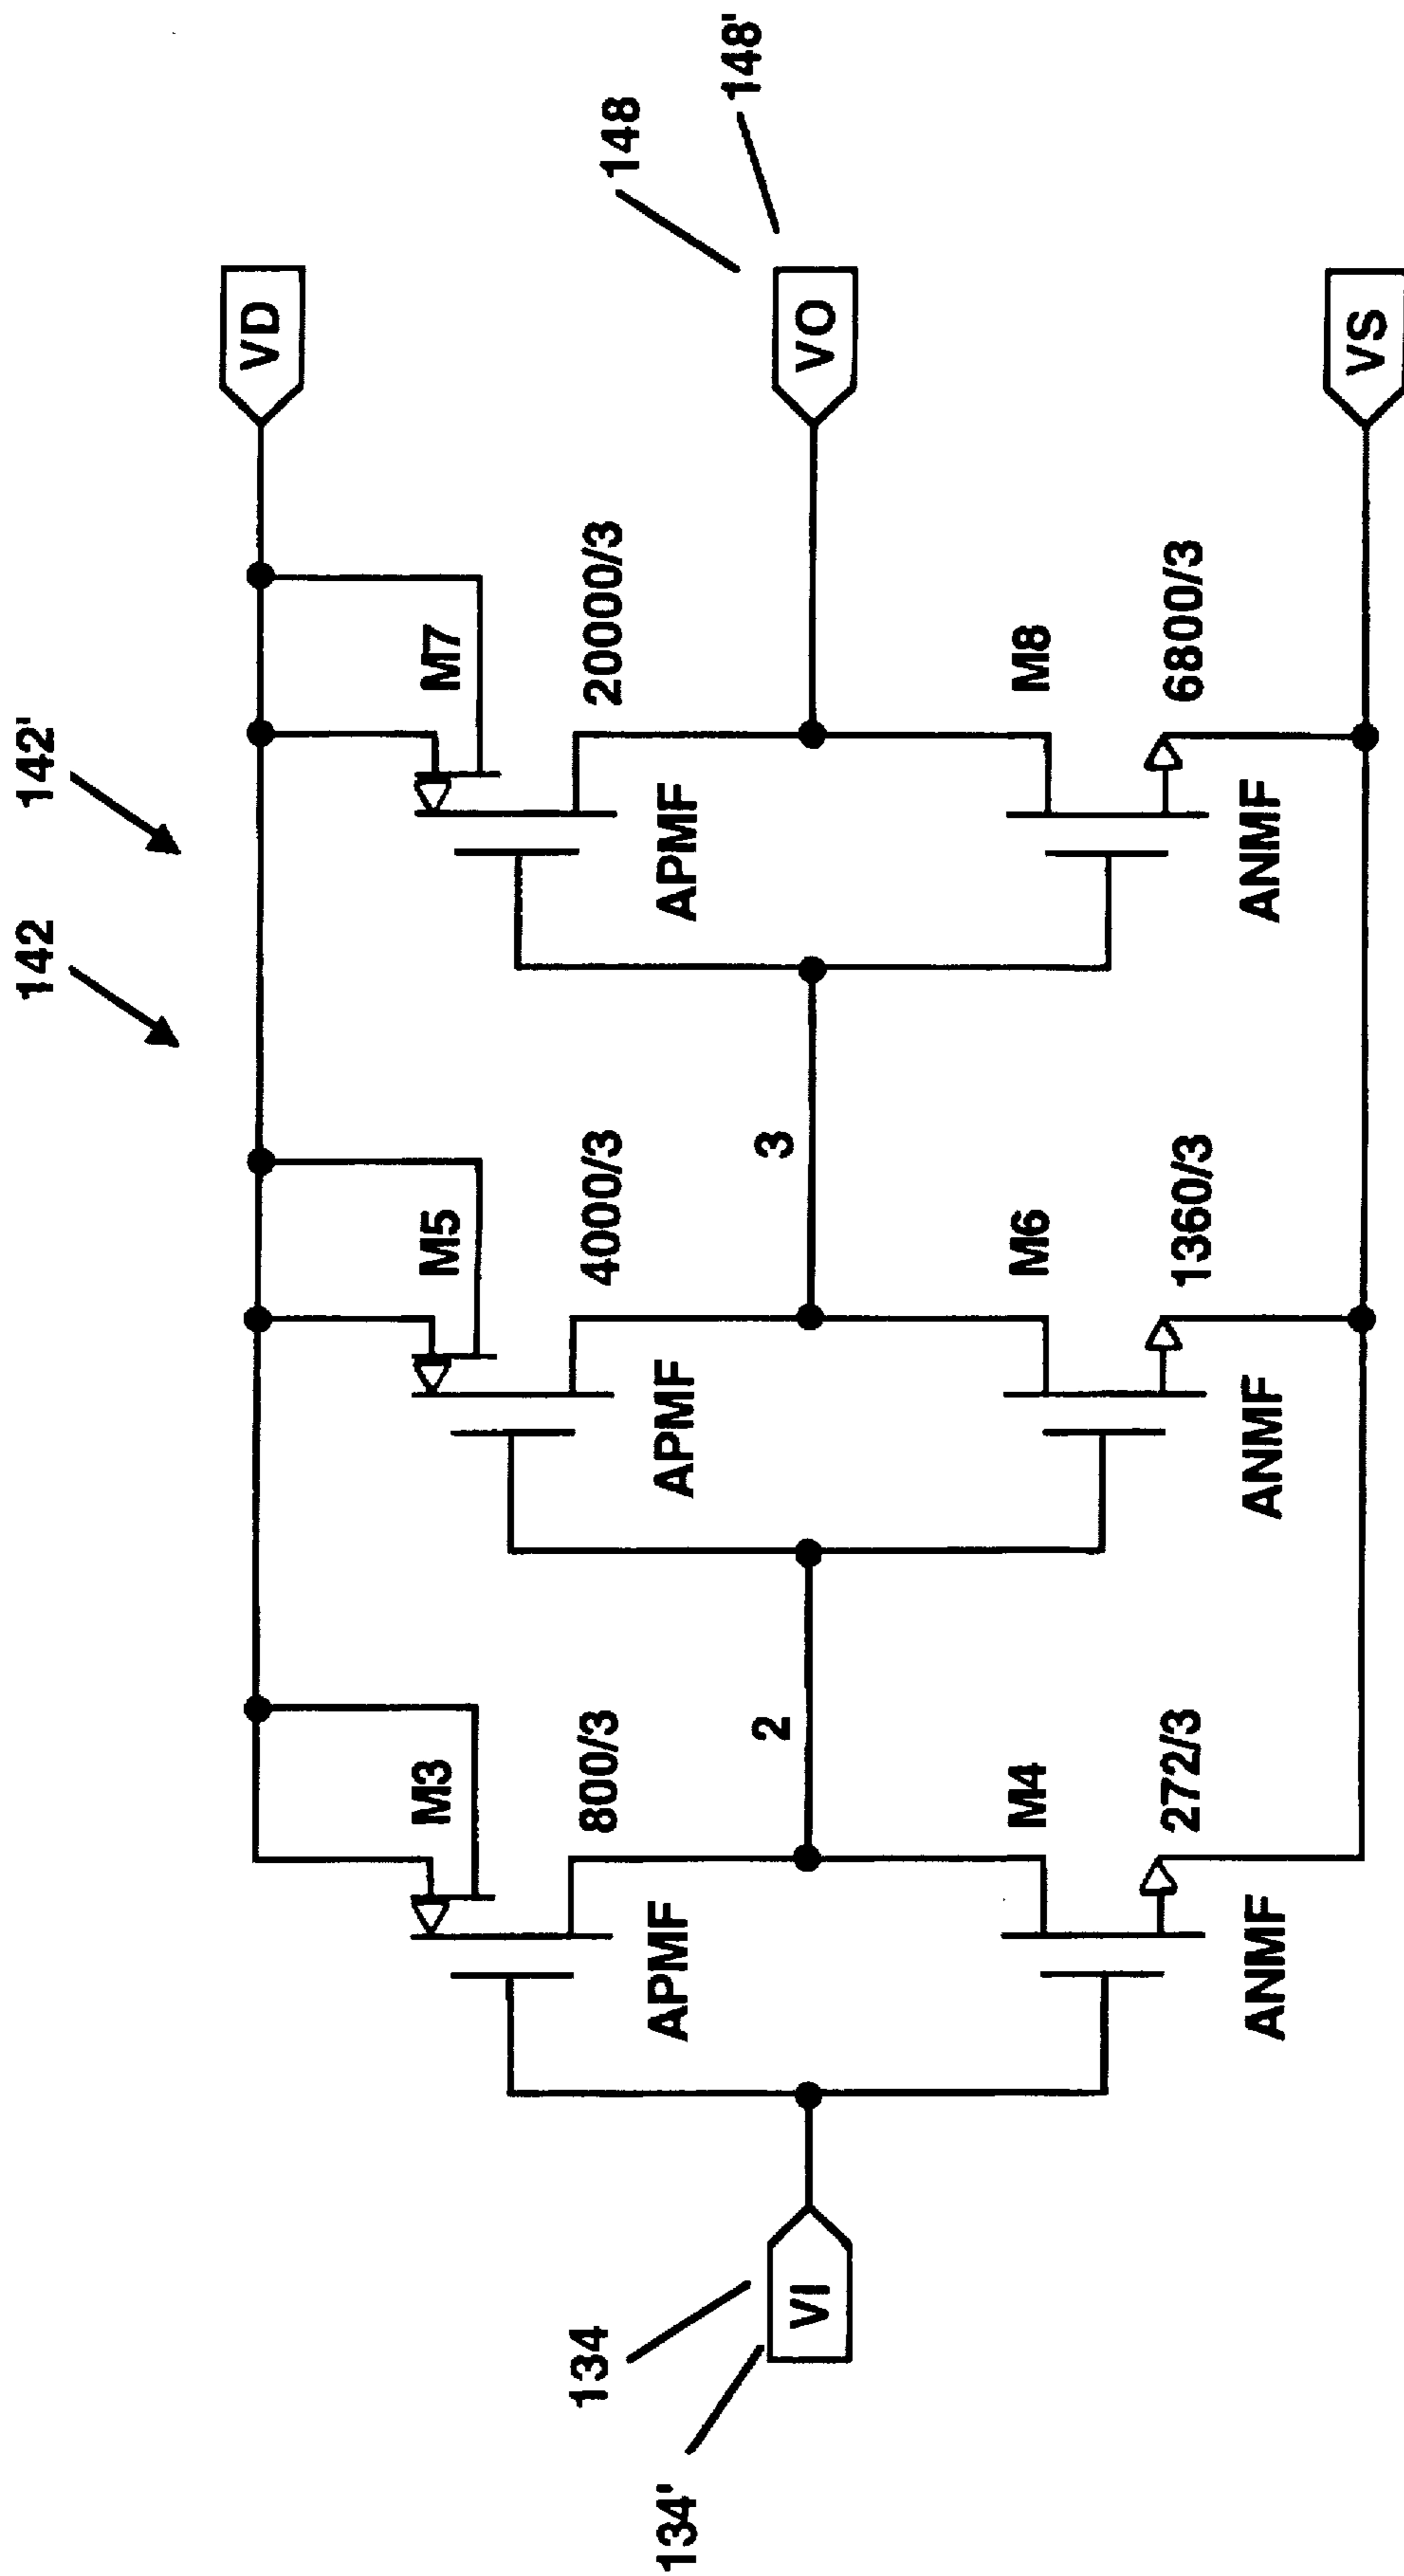 142
142'
148
148'
VD
M3
M5
M7
800/3
4000/3
20000/3
APMF
APMF
APMF
134
134'
VI
2
3
VO
M4
M6
M8
272/3
1360/3
6800/3
ANMF
ANMF
ANMF
VS